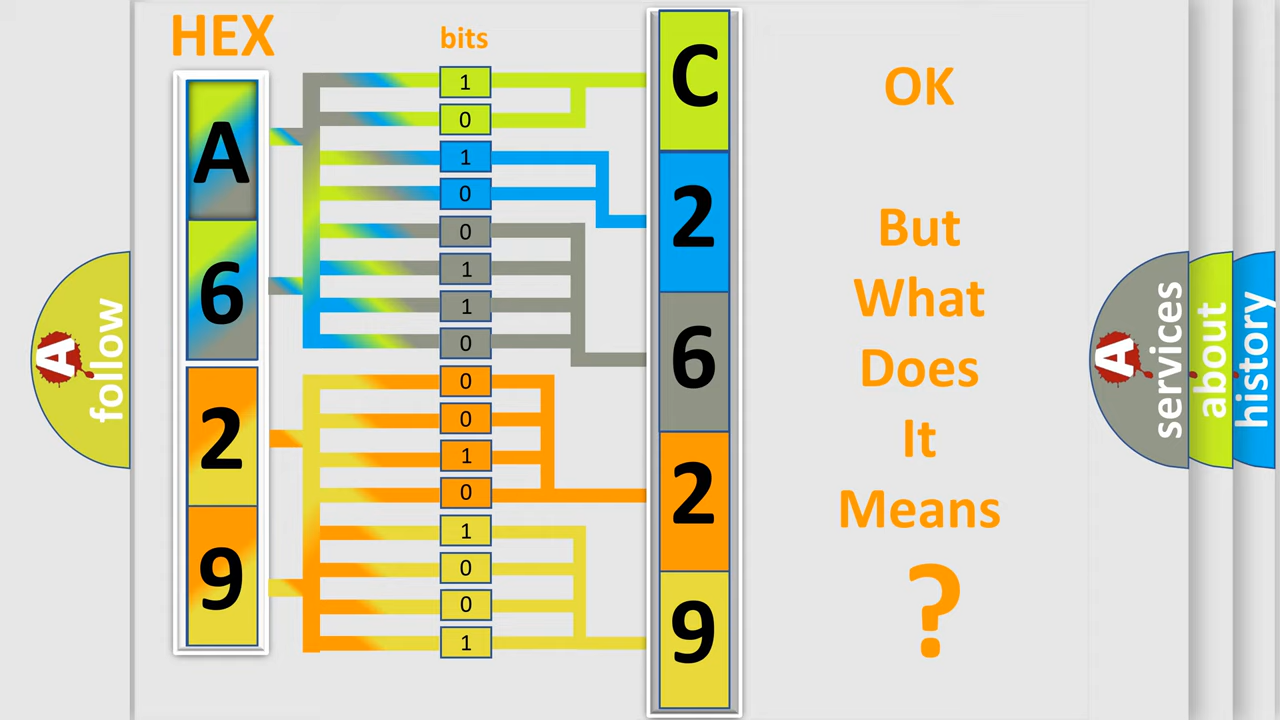 HEX
bits
A
6
2
9
1
0
1
0
0
1
1
0
0
0
1
0
1
0
0
1
C
2
6
2
9
OK
But
What
Does
It
Means
?
A
follow
A
services
about
history